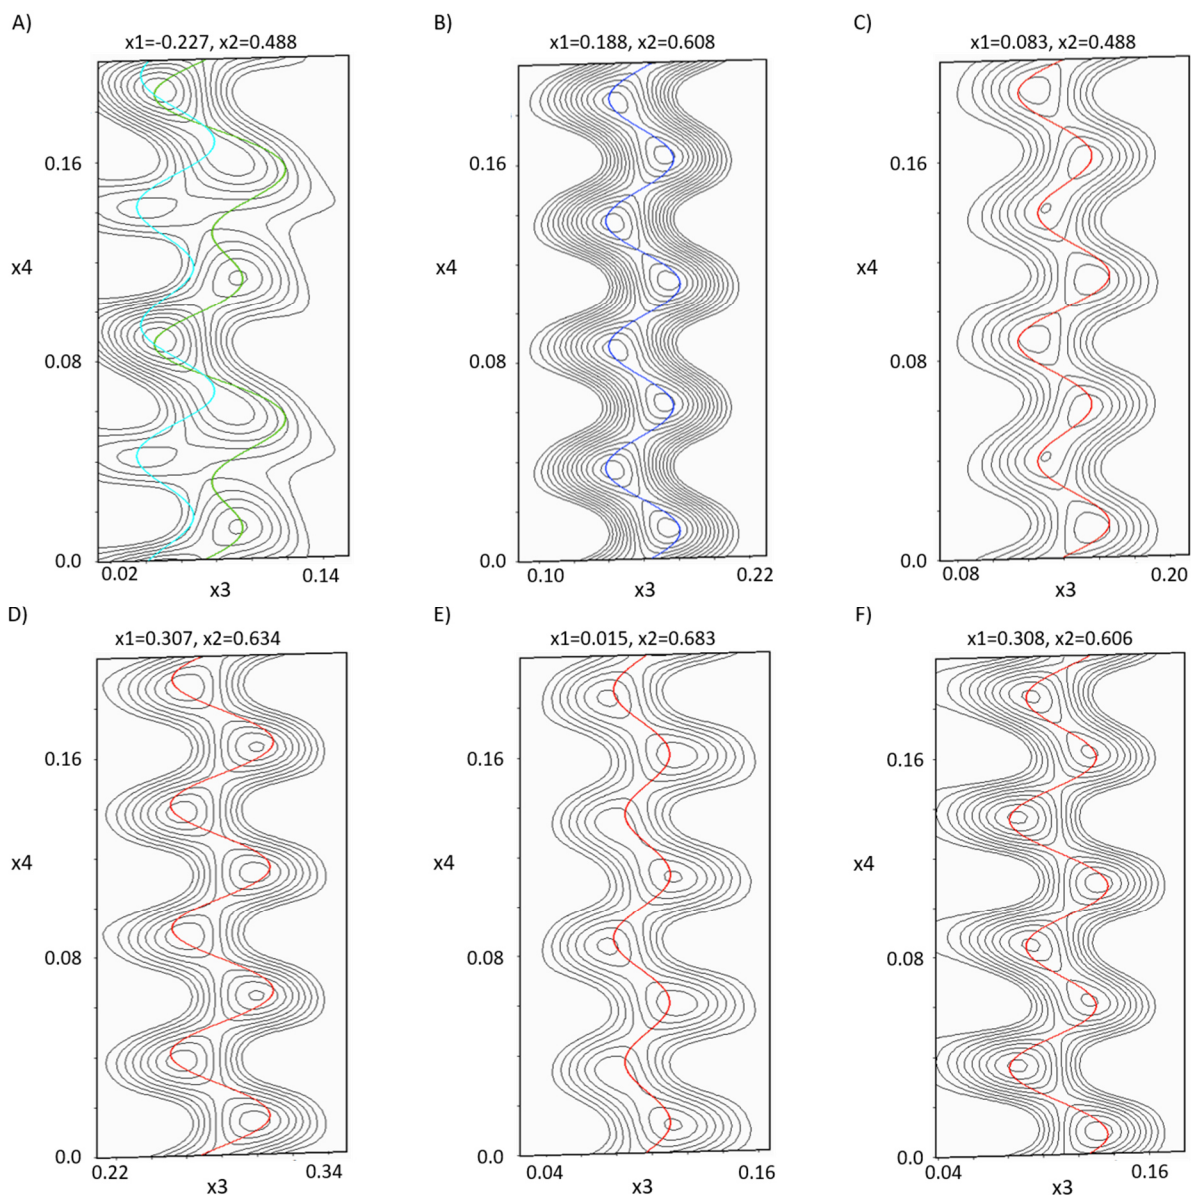 A)
x1=-0.227, x2=0.488
0.16
x4
0.08
0.0
0.02 0.14
x3
B)
x1=0.188, x2=0.608
0.16
x4
0.08
0.0
0.10 0.22
x3
C)
x1=0.083, x2=0.488
0.16
x4
0.08
0.0
0.08 0.20
x3
D)
x1=0.307, x2=0.634
0.16
x4
0.08
0.0
0.22 0.34
x3
E)
x1=0.015, x2=0.683
0.16
x4
0.08
0.0
0.04 0.16
x3
F)
x1=0.308, x2=0.606
0.16
x4
0.08
0.0
0.04 0.16
x3